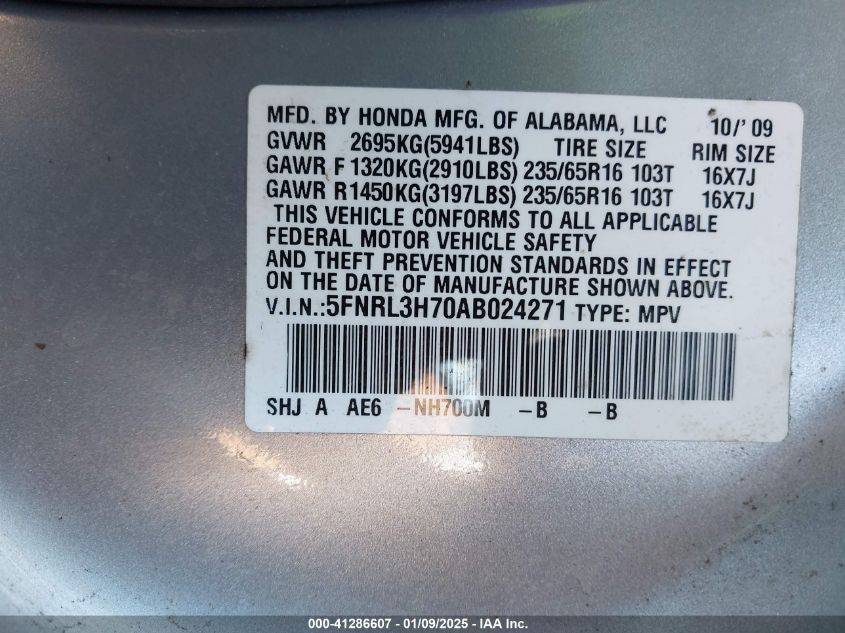 MFD. BY HONDA MFG. OF ALABAMA, LLC 10/'09
GVWR 2695KG(5941LBS) TIRE SIZE RIM SIZE
GAWR F 1320KG(2910LBS) 235/65R16 103T 16X7J
GAWR R1450KG(3197LBS) 235/65R16 103T 16X7J
THIS VEHICLE CONFORMS TO ALL APPLICABLE
FEDERAL MOTOR VEHICLE SAFETY
AND THEFT PREVENTION STANDARDS IN EFFECT
ON THE DATE OF MANUFACTURE SHOWN ABOVE.
V.I.N.:5FNRL3H70AB024271 TYPE: MPV
SHJ A AE6 -NH700M -B -B
000-41286607 - 01/09/2025 - IAA Inc.